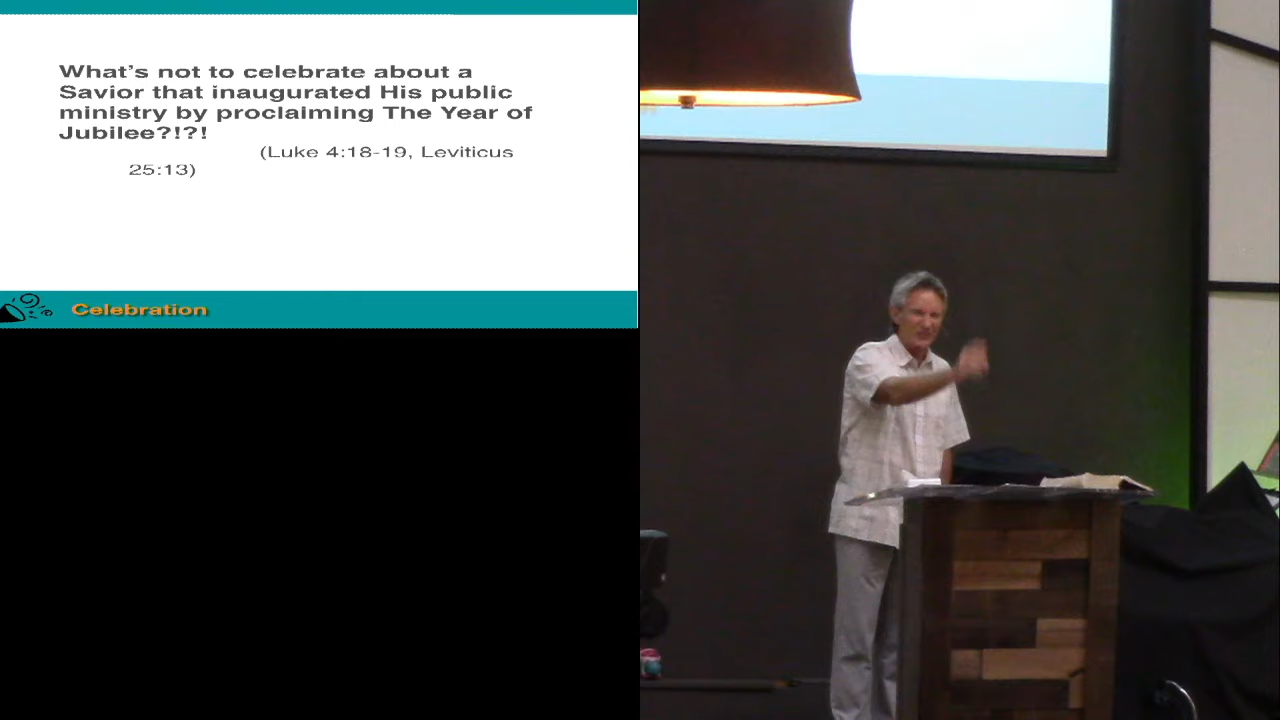 What's not to celebrate about a
Savior that inaugurated His public
ministry by proclaiming The Year of
Jubilee?!?!
(Luke 4:18-19, Leviticus
25:13)
Celebration